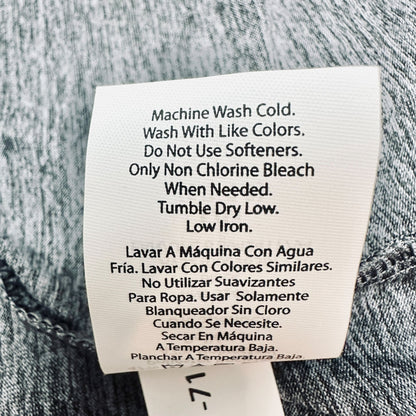 Machine Wash Cold.
Wash With Like Colors.
Do Not Use Softeners.
Only Non Chlorine Bleach
When Needed.
Tumble Dry Low.
Low Iron.
Lavar A Máquina Con Agua
Fría. Lavar Con Colores Similares.
No Utilizar Suavizantes
Para Ropa. Usar Solamente
Blanqueador Sin Cloro
Cuando Se Necesite.
Secar En Máquina
A Temperatura Baja
Planchar A Temperatura Baja